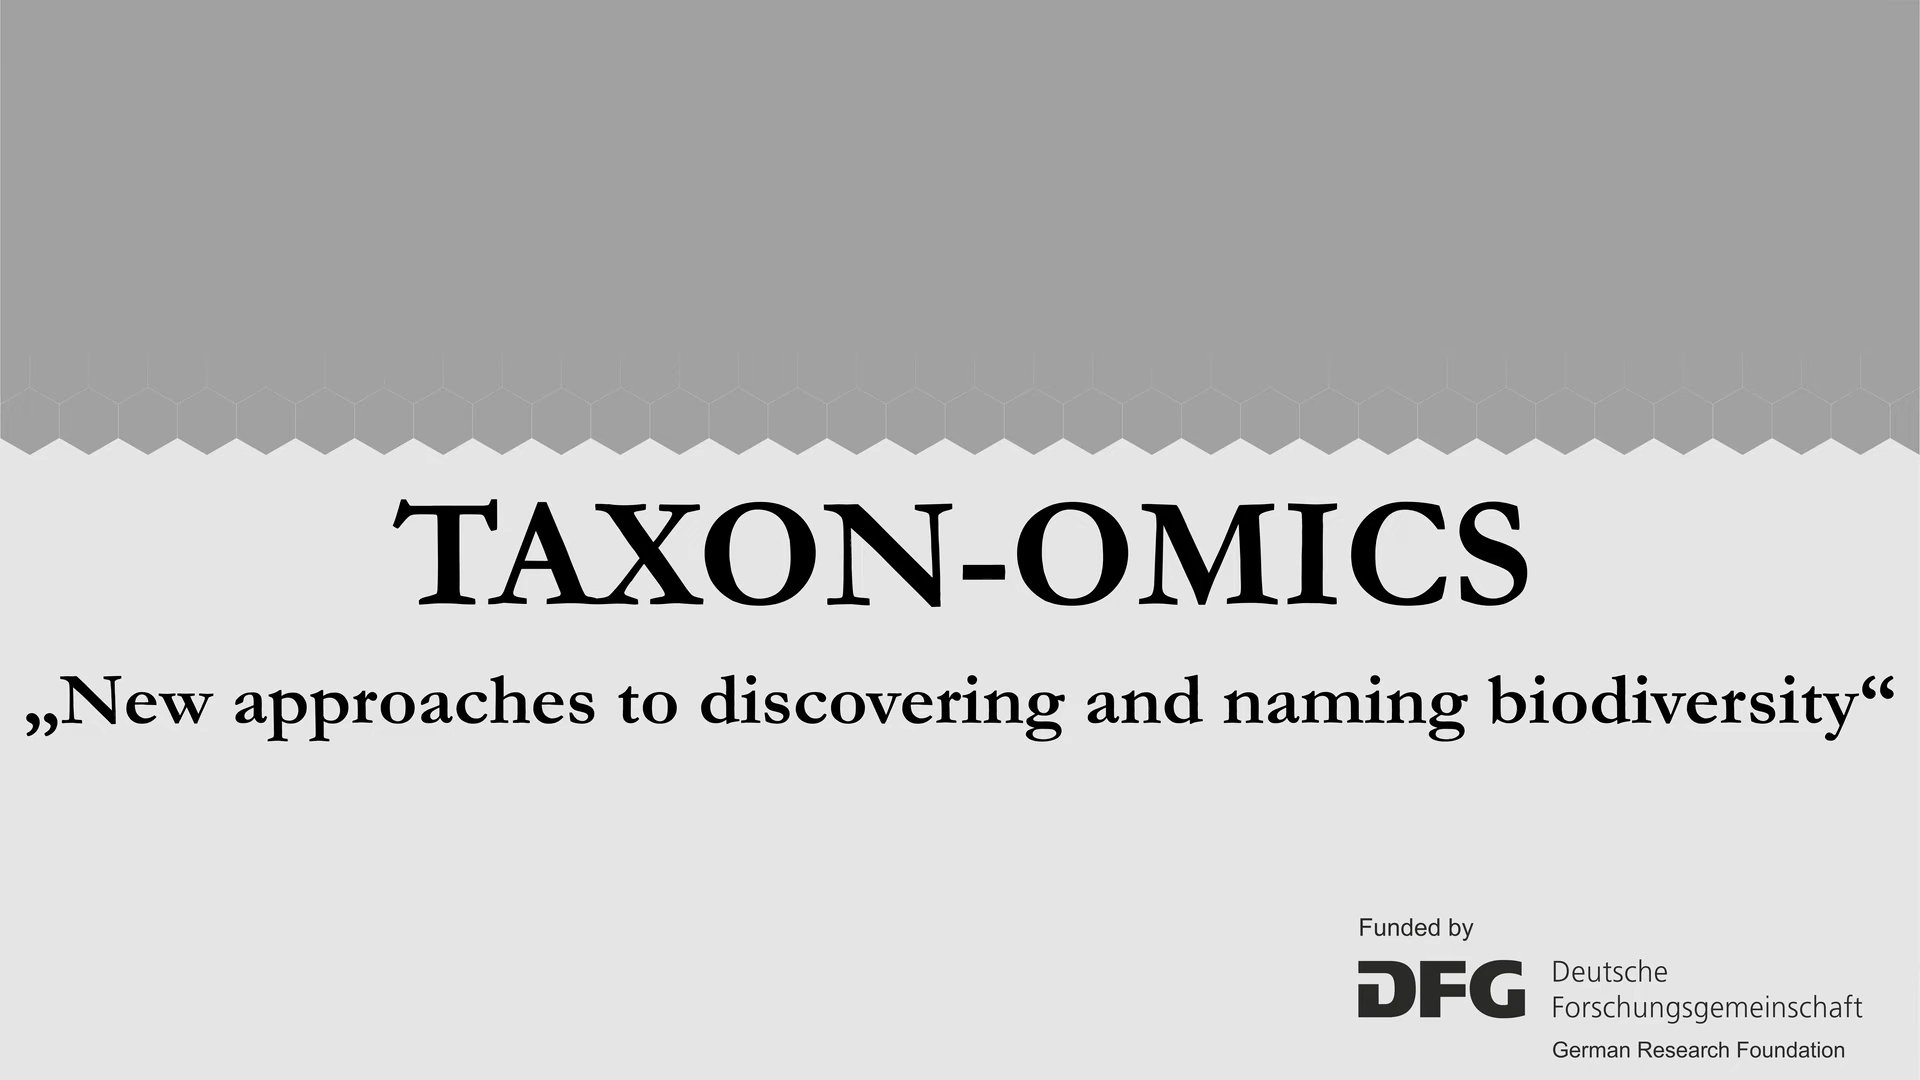 TAXON-OMICS
„New approaches to discovering and naming biodiversity“
Funded by
DFG Deutsche
Forschungsgemeinschaft
German Research Foundation